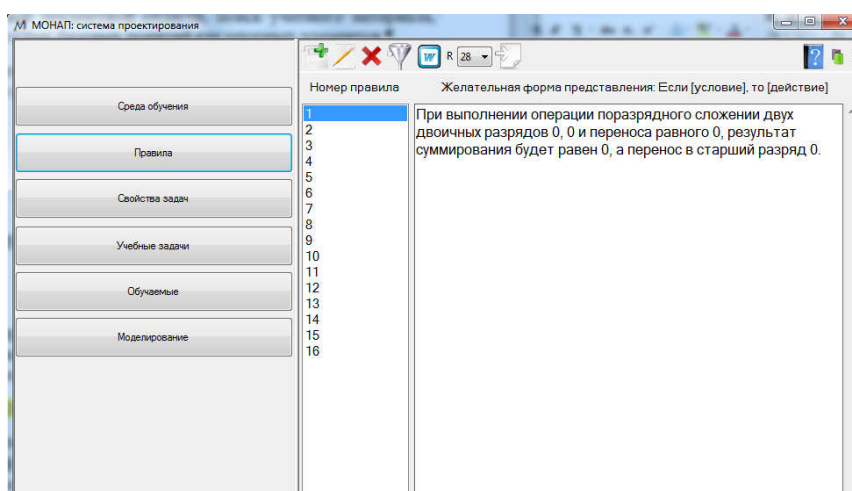 МОНАП: система проектирования
W R 28
?
Номер правила Желательная форма представления: Если [условие], то [действие]
Среда обучения
Правила
Свойства задач
Учебные задачи
Обучаемые
Моделирование
1
2
3
4
5
6
7
8
9
10
11
12
13
14
15
16
При выполнении операции поразрядного сложении двух
двоичных разрядов 0, 0 и переноса равного 0, результат
суммирования будет равен 0, а перенос в старший разряд 0.